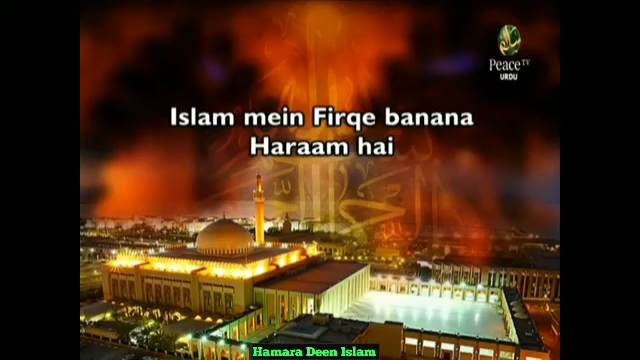 Peace TV
URDU
Islam mein Firqe banana
Haraam hai
Hamara Deen Islam